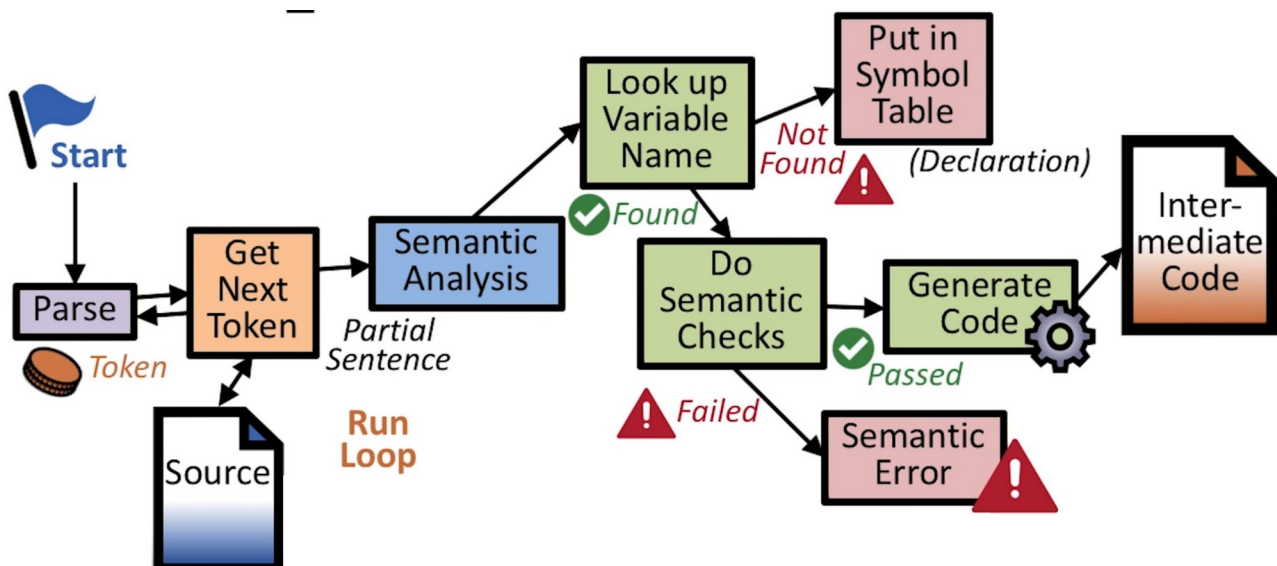 Start
Parse
Token
Get
Next
Token
Source
Run
Loop
Partial
Sentence
Semantic
Analysis
Look up
Variable
Name
Found
Not
Found
Put in
Symbol
Table
(Declaration)
Do
Semantic
Checks
Passed
Failed
Generate
Code
Semantic
Error
Inter-
mediate
Code